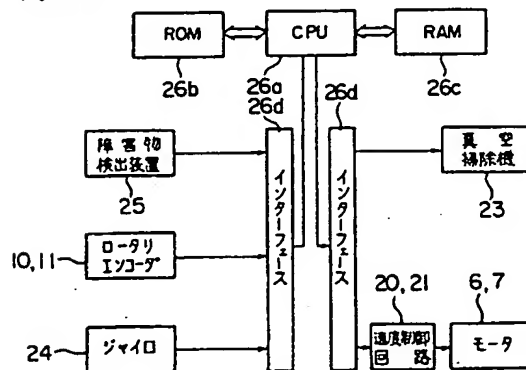 ROM
CPU
RAM
26b
26a
26c
26d
26d
障害物
検出装置
25
インターフェース
インターフェース
真空
掃除機
23
ロータリ
エンコーダ
10,11
20,21
6,7
ジャイロ
24
速度制御
回路
モータ